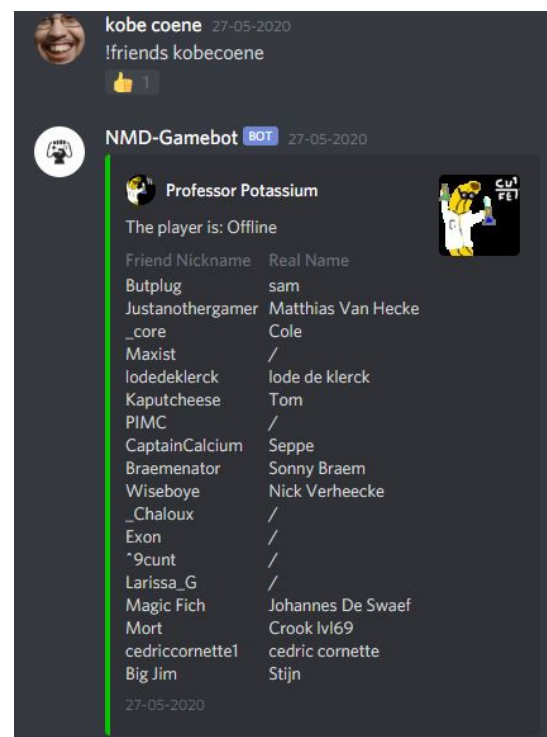 kobe coene 27-05-2020
!friends kobecoene
👍 1
NMD-Gamebot BOT 27-05-2020
Professor Potassium
The player is: Offline
Friend Nickname Real Name
Butplug sam
Justanothergamer Matthias Van Hecke
_core Cole
Maxist /
lodedeklerck lode de klerck
Kaputcheese Tom
PIMC /
CaptainCalcium Seppe
Braemenator Sonny Braem
Wiseboye Nick Verheecke
_Chaloux /
Exon /
^9cunt /
Larissa_G /
Magic Fich Johannes De Swaef
Mort Crook lvl69
cedriccornette1 cedric cornette
Big Jim Stijn
27-05-2020